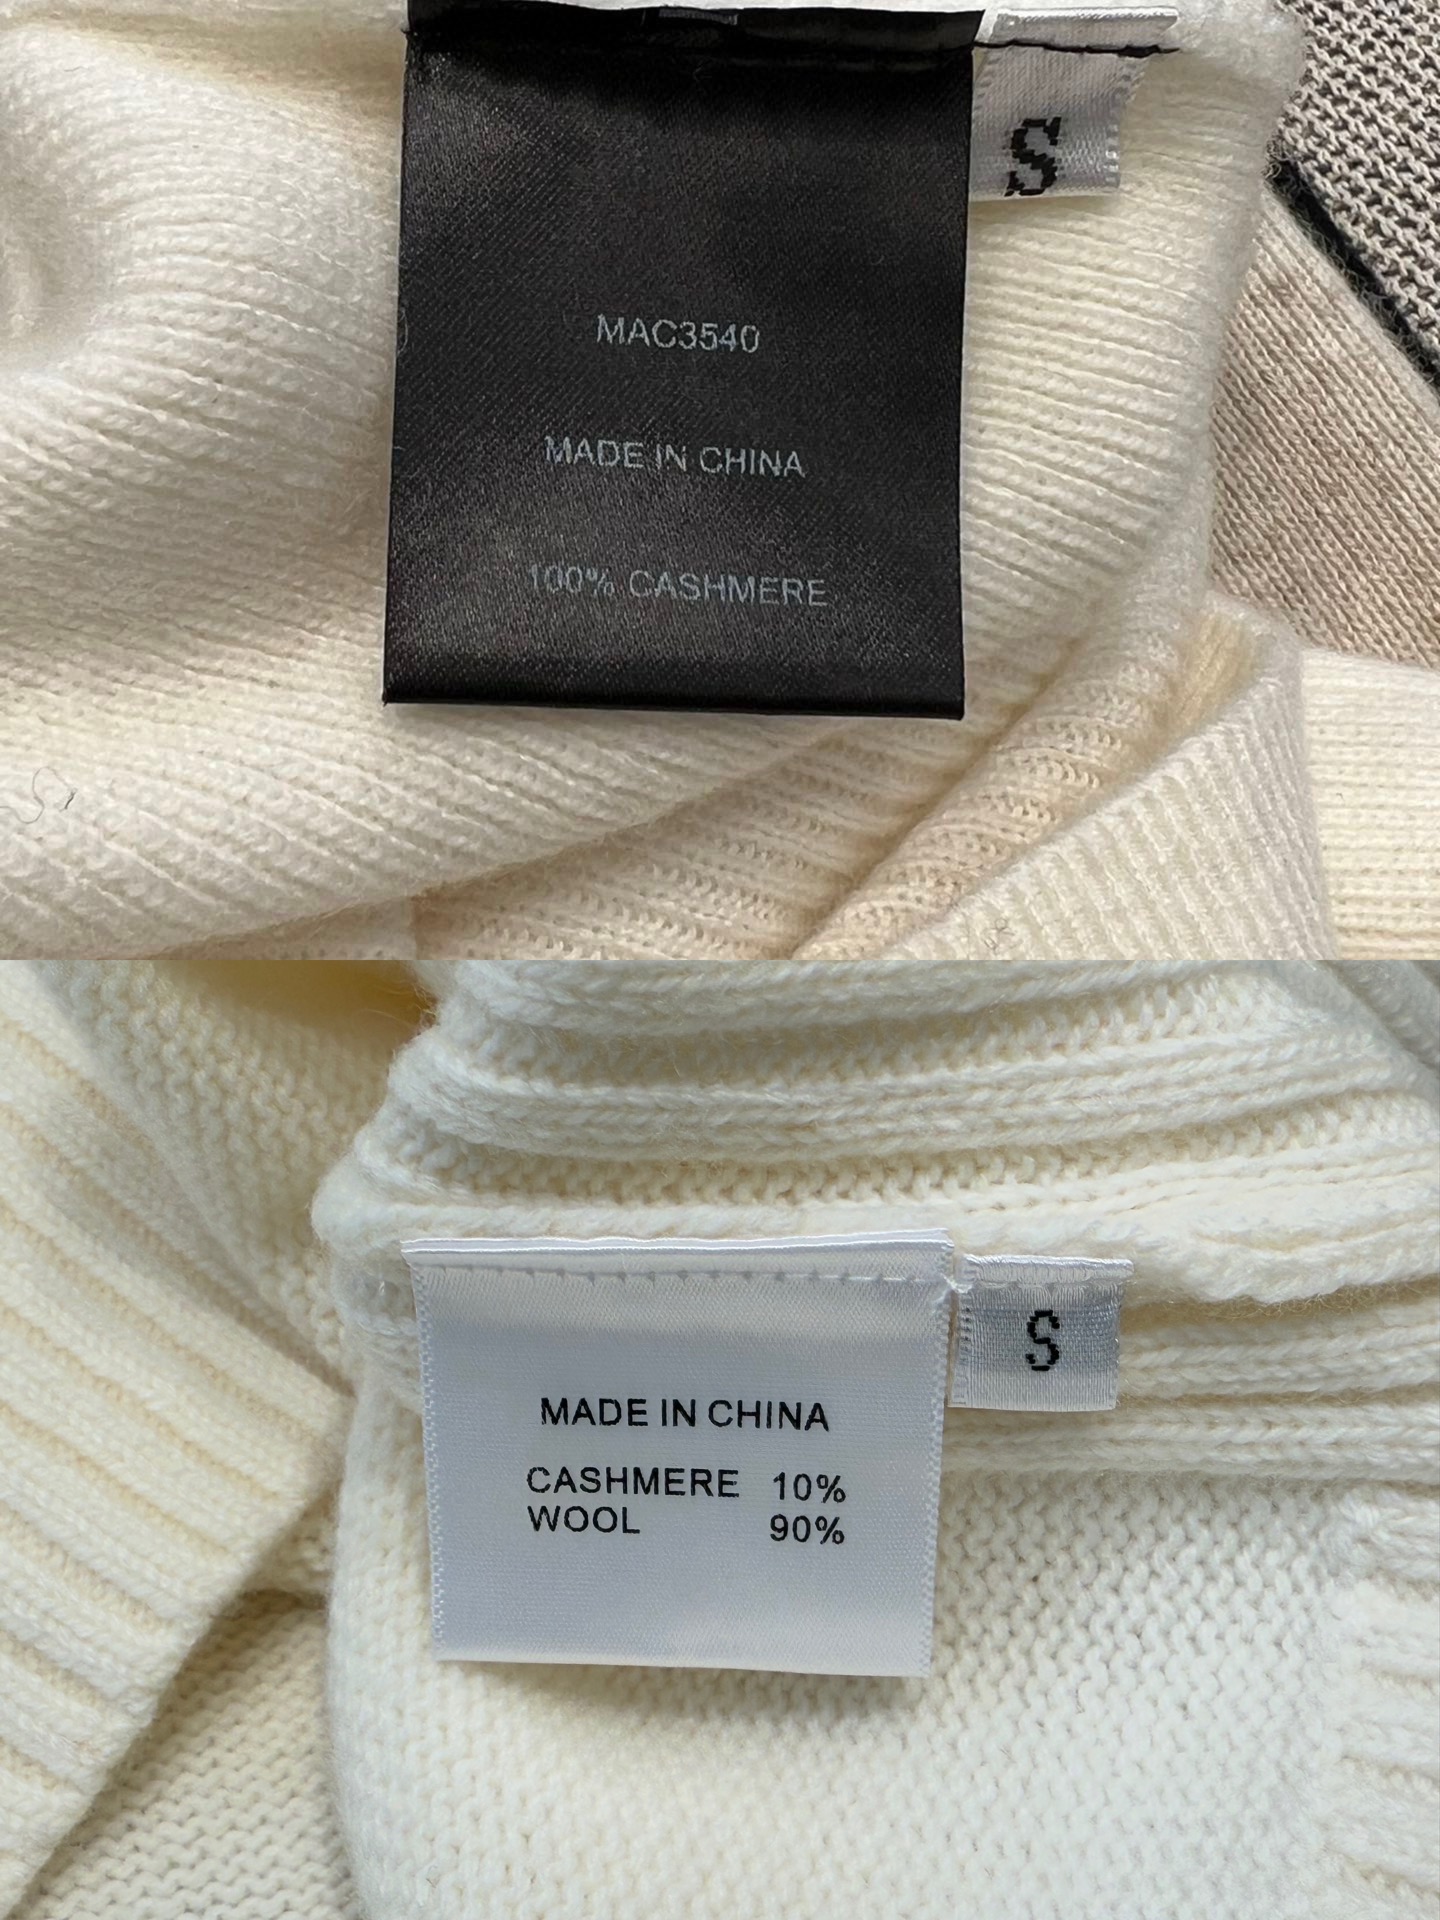 S
MAC3540
MADE IN CHINA
100% CASHMERE
S
MADE IN CHINA
CASHMERE 10%
WOOL 90%